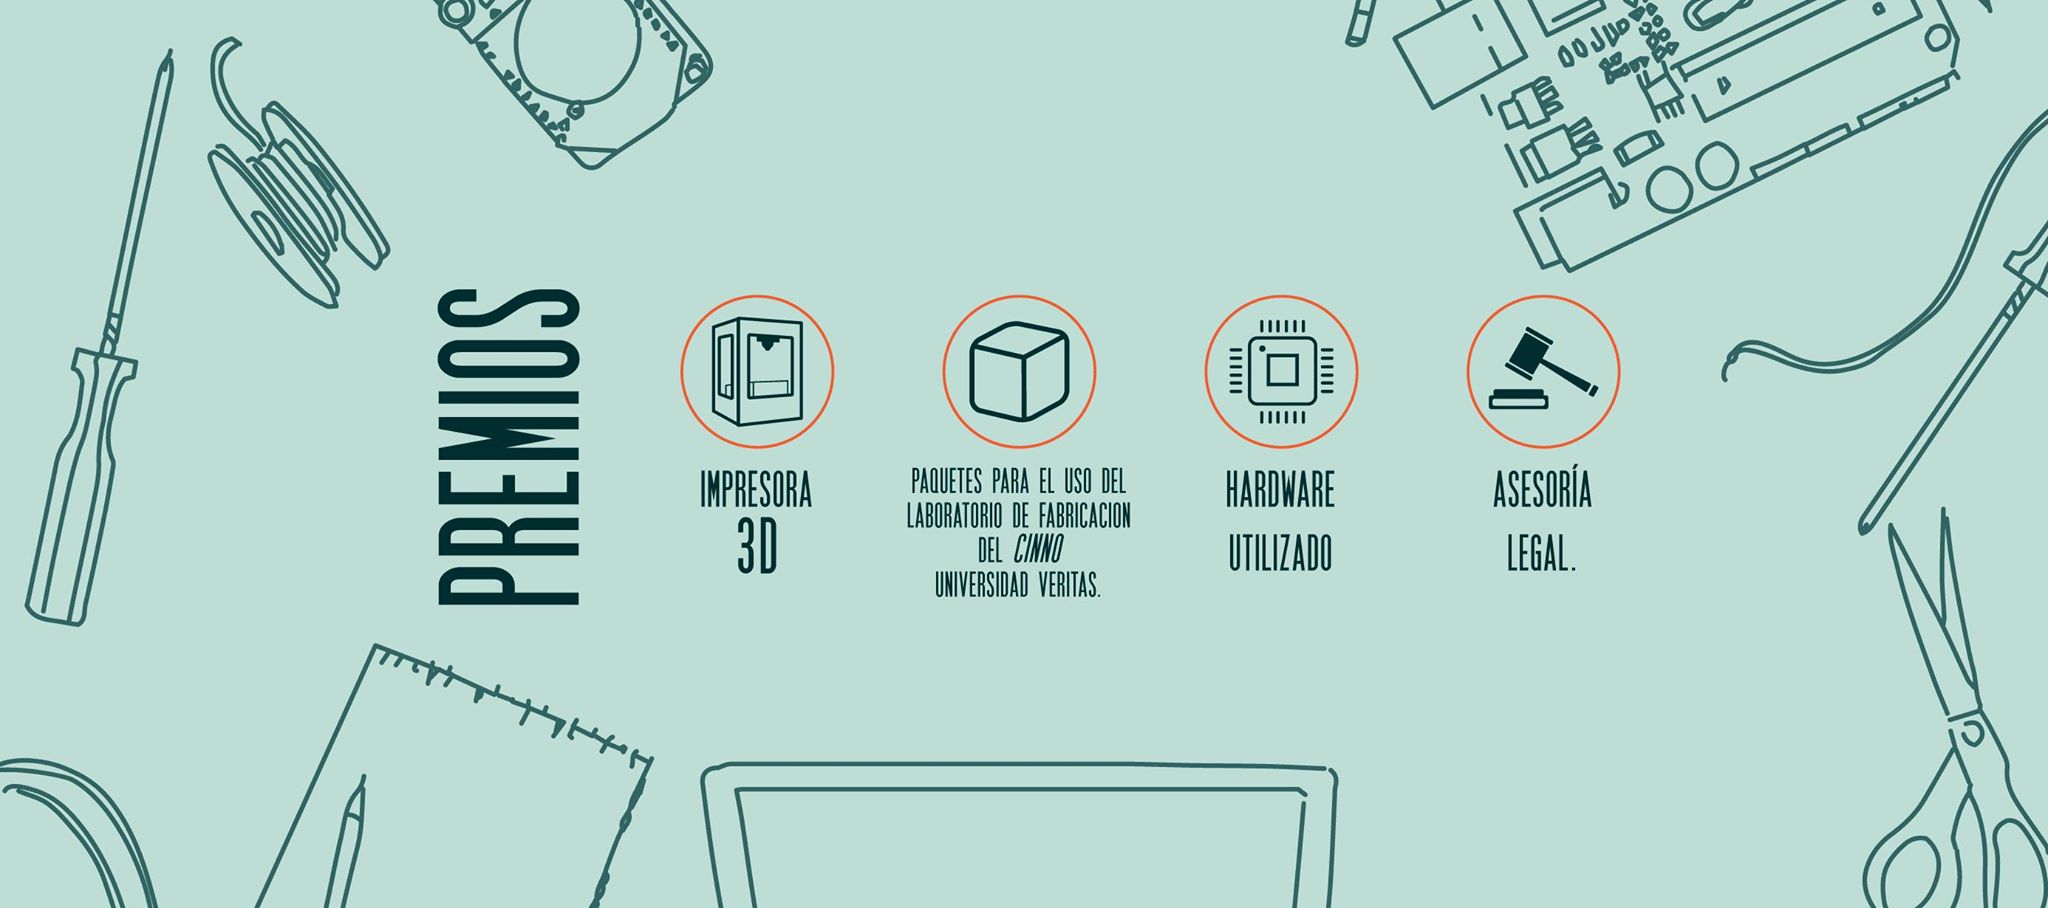 PREMIOS
IMPRESORA
3D
PAQUETES PARA EL USO DEL
LABORATORIO DE FABRICACION
DEL CINNO
UNIVERSIDAD VERITAS.
HARDWARE
UTILIZADO
ASESORÍA
LEGAL.